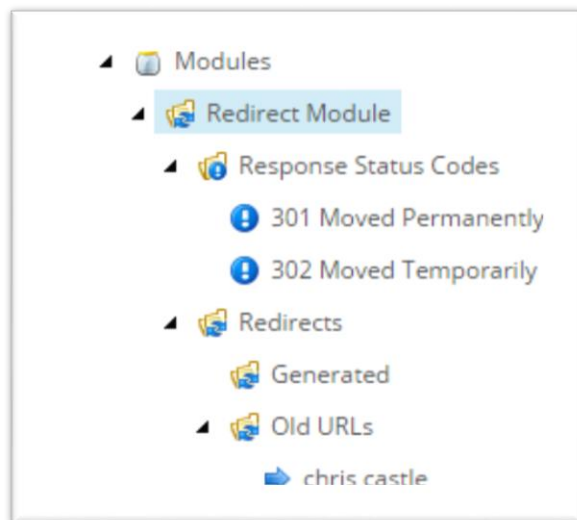 Modules
Redirect Module
Response Status Codes
301 Moved Permanently
302 Moved Temporarily
Redirects
Generated
Old URLs
chris castle